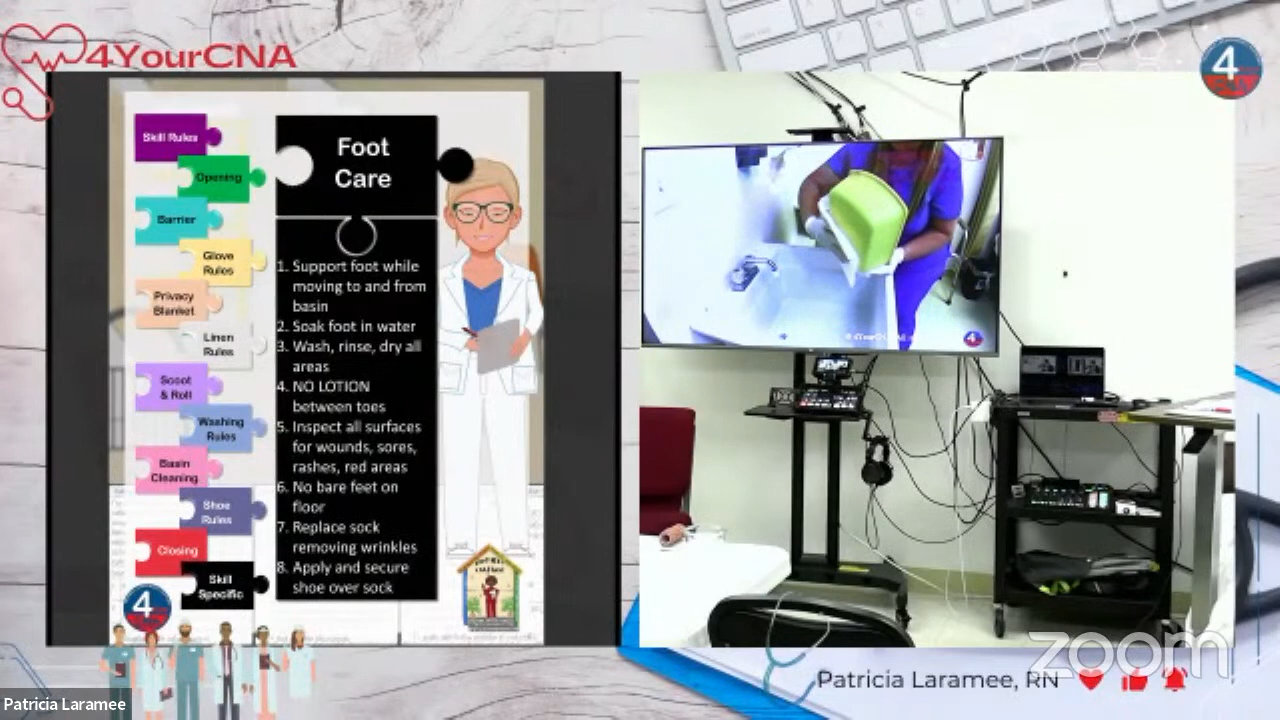 4YourCNA
4
Skill Rules
Opening
Barrier
Glove
Rules
Privacy
Blanket
Linen
Rules
Scoot
& Roll
Washing
Rules
Basin
Cleaning
Shoe
Rules
Closing
Skill
Specific
4
Foot
Care
1. Support foot while
moving to and from
basin
2. Soak foot in water
3. Wash, rinse, dry all
areas
4. NO LOTION
between toes
5. Inspect all surfaces
for wounds, sores,
rashes, red areas
6. No bare feet on
floor
7. Replace sock
removing wrinkles
8. Apply and secure
shoe over sock
4
zoom
Patricia Laramee, RN
Patricia Laramee